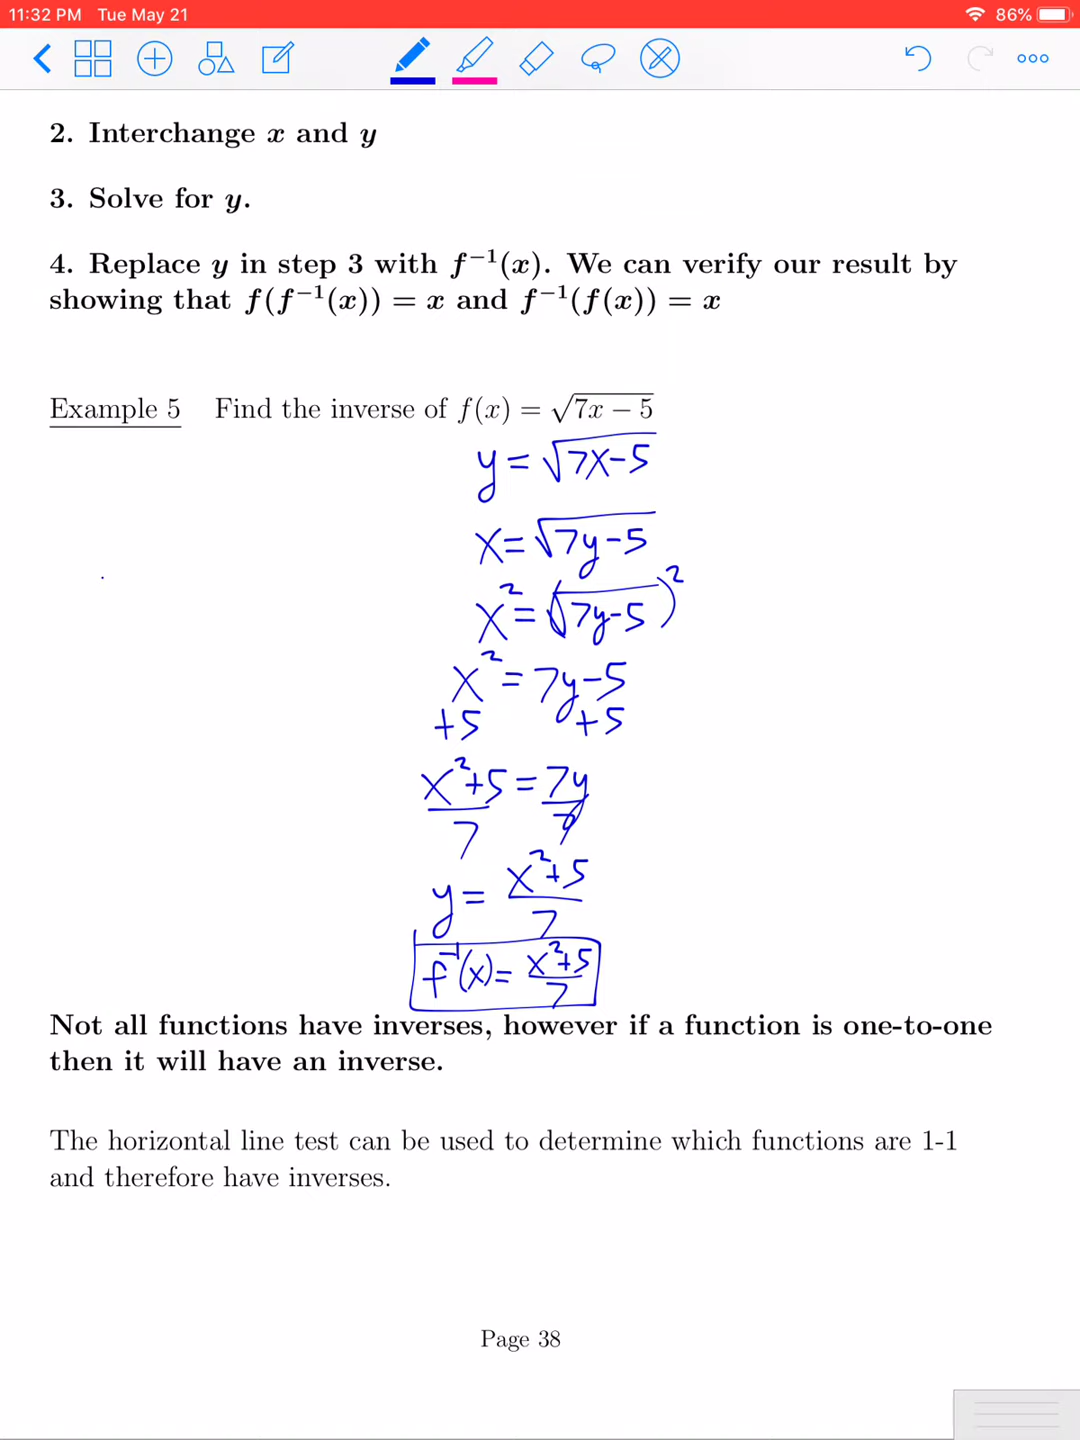 11:32 PM Tue May 21 86%
2. Interchange x and y
3. Solve for y.
4. Replace y in step 3 with f⁻¹(x). We can verify our result by
showing that f(f⁻¹(x)) = x and f⁻¹(f(x)) = x
Example 5 Find the inverse of f(x) = √(7x − 5)
y = √(7x-5)
x = √(7y-5)
x² = (√(7y-5))²
x² = 7y-5
+5 +5
x²+5 = 7y
7 7
y = x²+5
7
f⁻¹(x) = x²+5
7
Not all functions have inverses, however if a function is one-to-one
then it will have an inverse.
The horizontal line test can be used to determine which functions are 1-1
and therefore have inverses.
Page 38